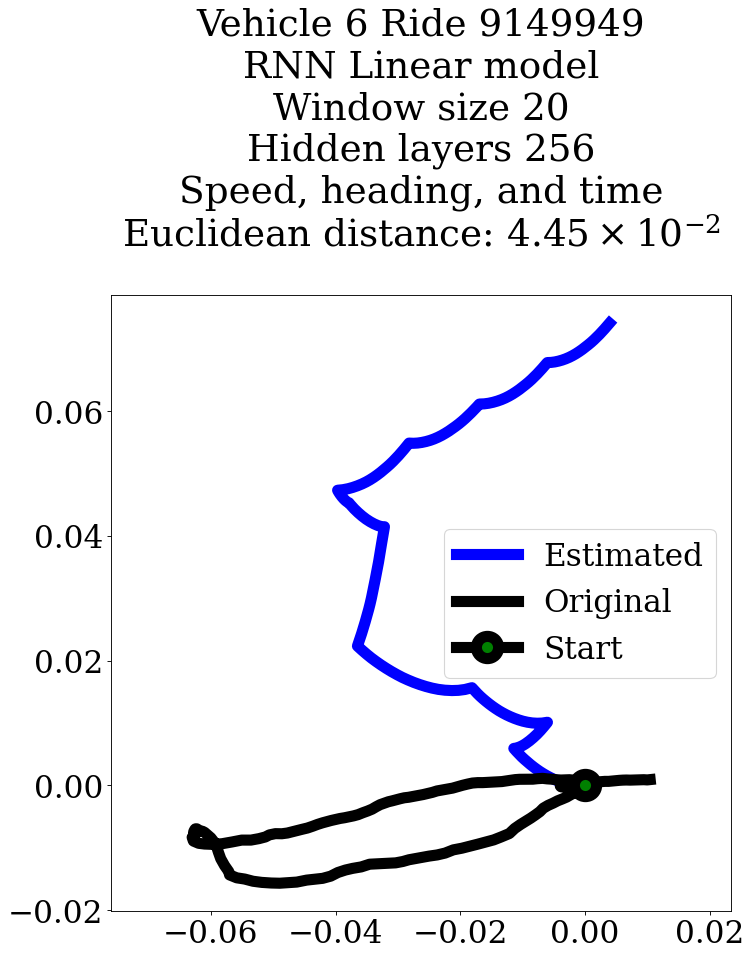 Vehicle 6 Ride 9149949
RNN Linear model
Window size 20
Hidden layers 256
Speed, heading, and time
Euclidean distance: 4.45 × 10⁻²
0.06
0.04
0.02
0.00
−0.02
Estimated
Original
Start
−0.06 −0.04 −0.02 0.00 0.02